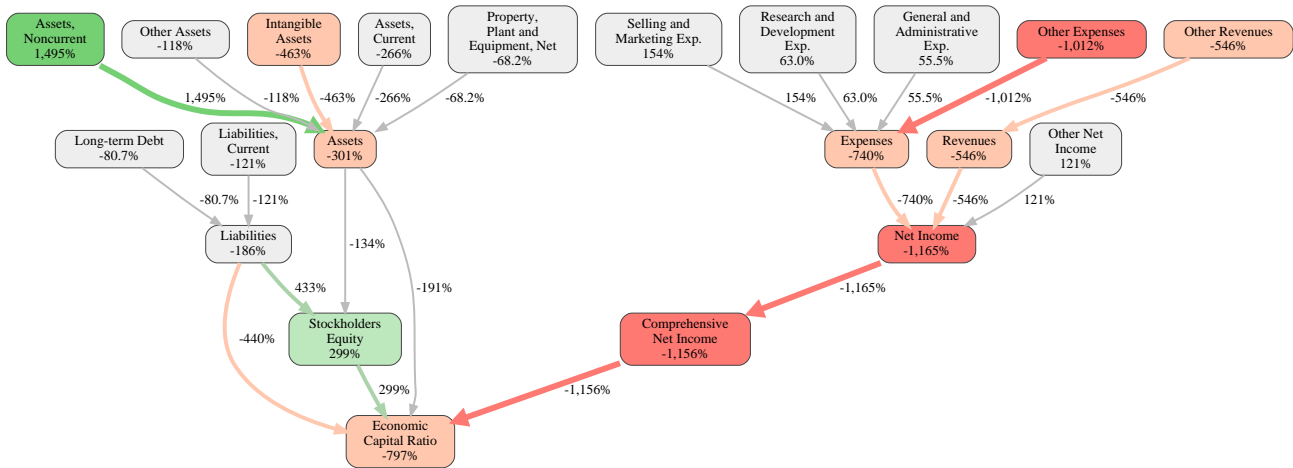 Assets,
Noncurrent
1,495%
Other Assets
-118%
Intangible
Assets
-463%
Assets,
Current
-266%
Property,
Plant and
Equipment, Net
-68.2%
Selling and
Marketing Exp.
154%
Research and
Development
Exp.
63.0%
General and
Administrative
Exp.
55.5%
Other Expenses
-1,012%
Other Revenues
-546%
1,495%
-118%
-463%
-266%
-68.2%
154%
63.0%
55.5%
-1,012%
-546%
Long-term Debt
-80.7%
Liabilities,
Current
-121%
Assets
-301%
Expenses
-740%
Revenues
-546%
Other Net
Income
121%
-80.7%
-121%
-740%
-546%
121%
Liabilities
-186%
-134%
Net Income
-1,165%
433%
-191%
-1,165%
Stockholders
Equity
299%
-440%
Comprehensive
Net Income
-1,156%
299%
-1,156%
Economic
Capital Ratio
-797%